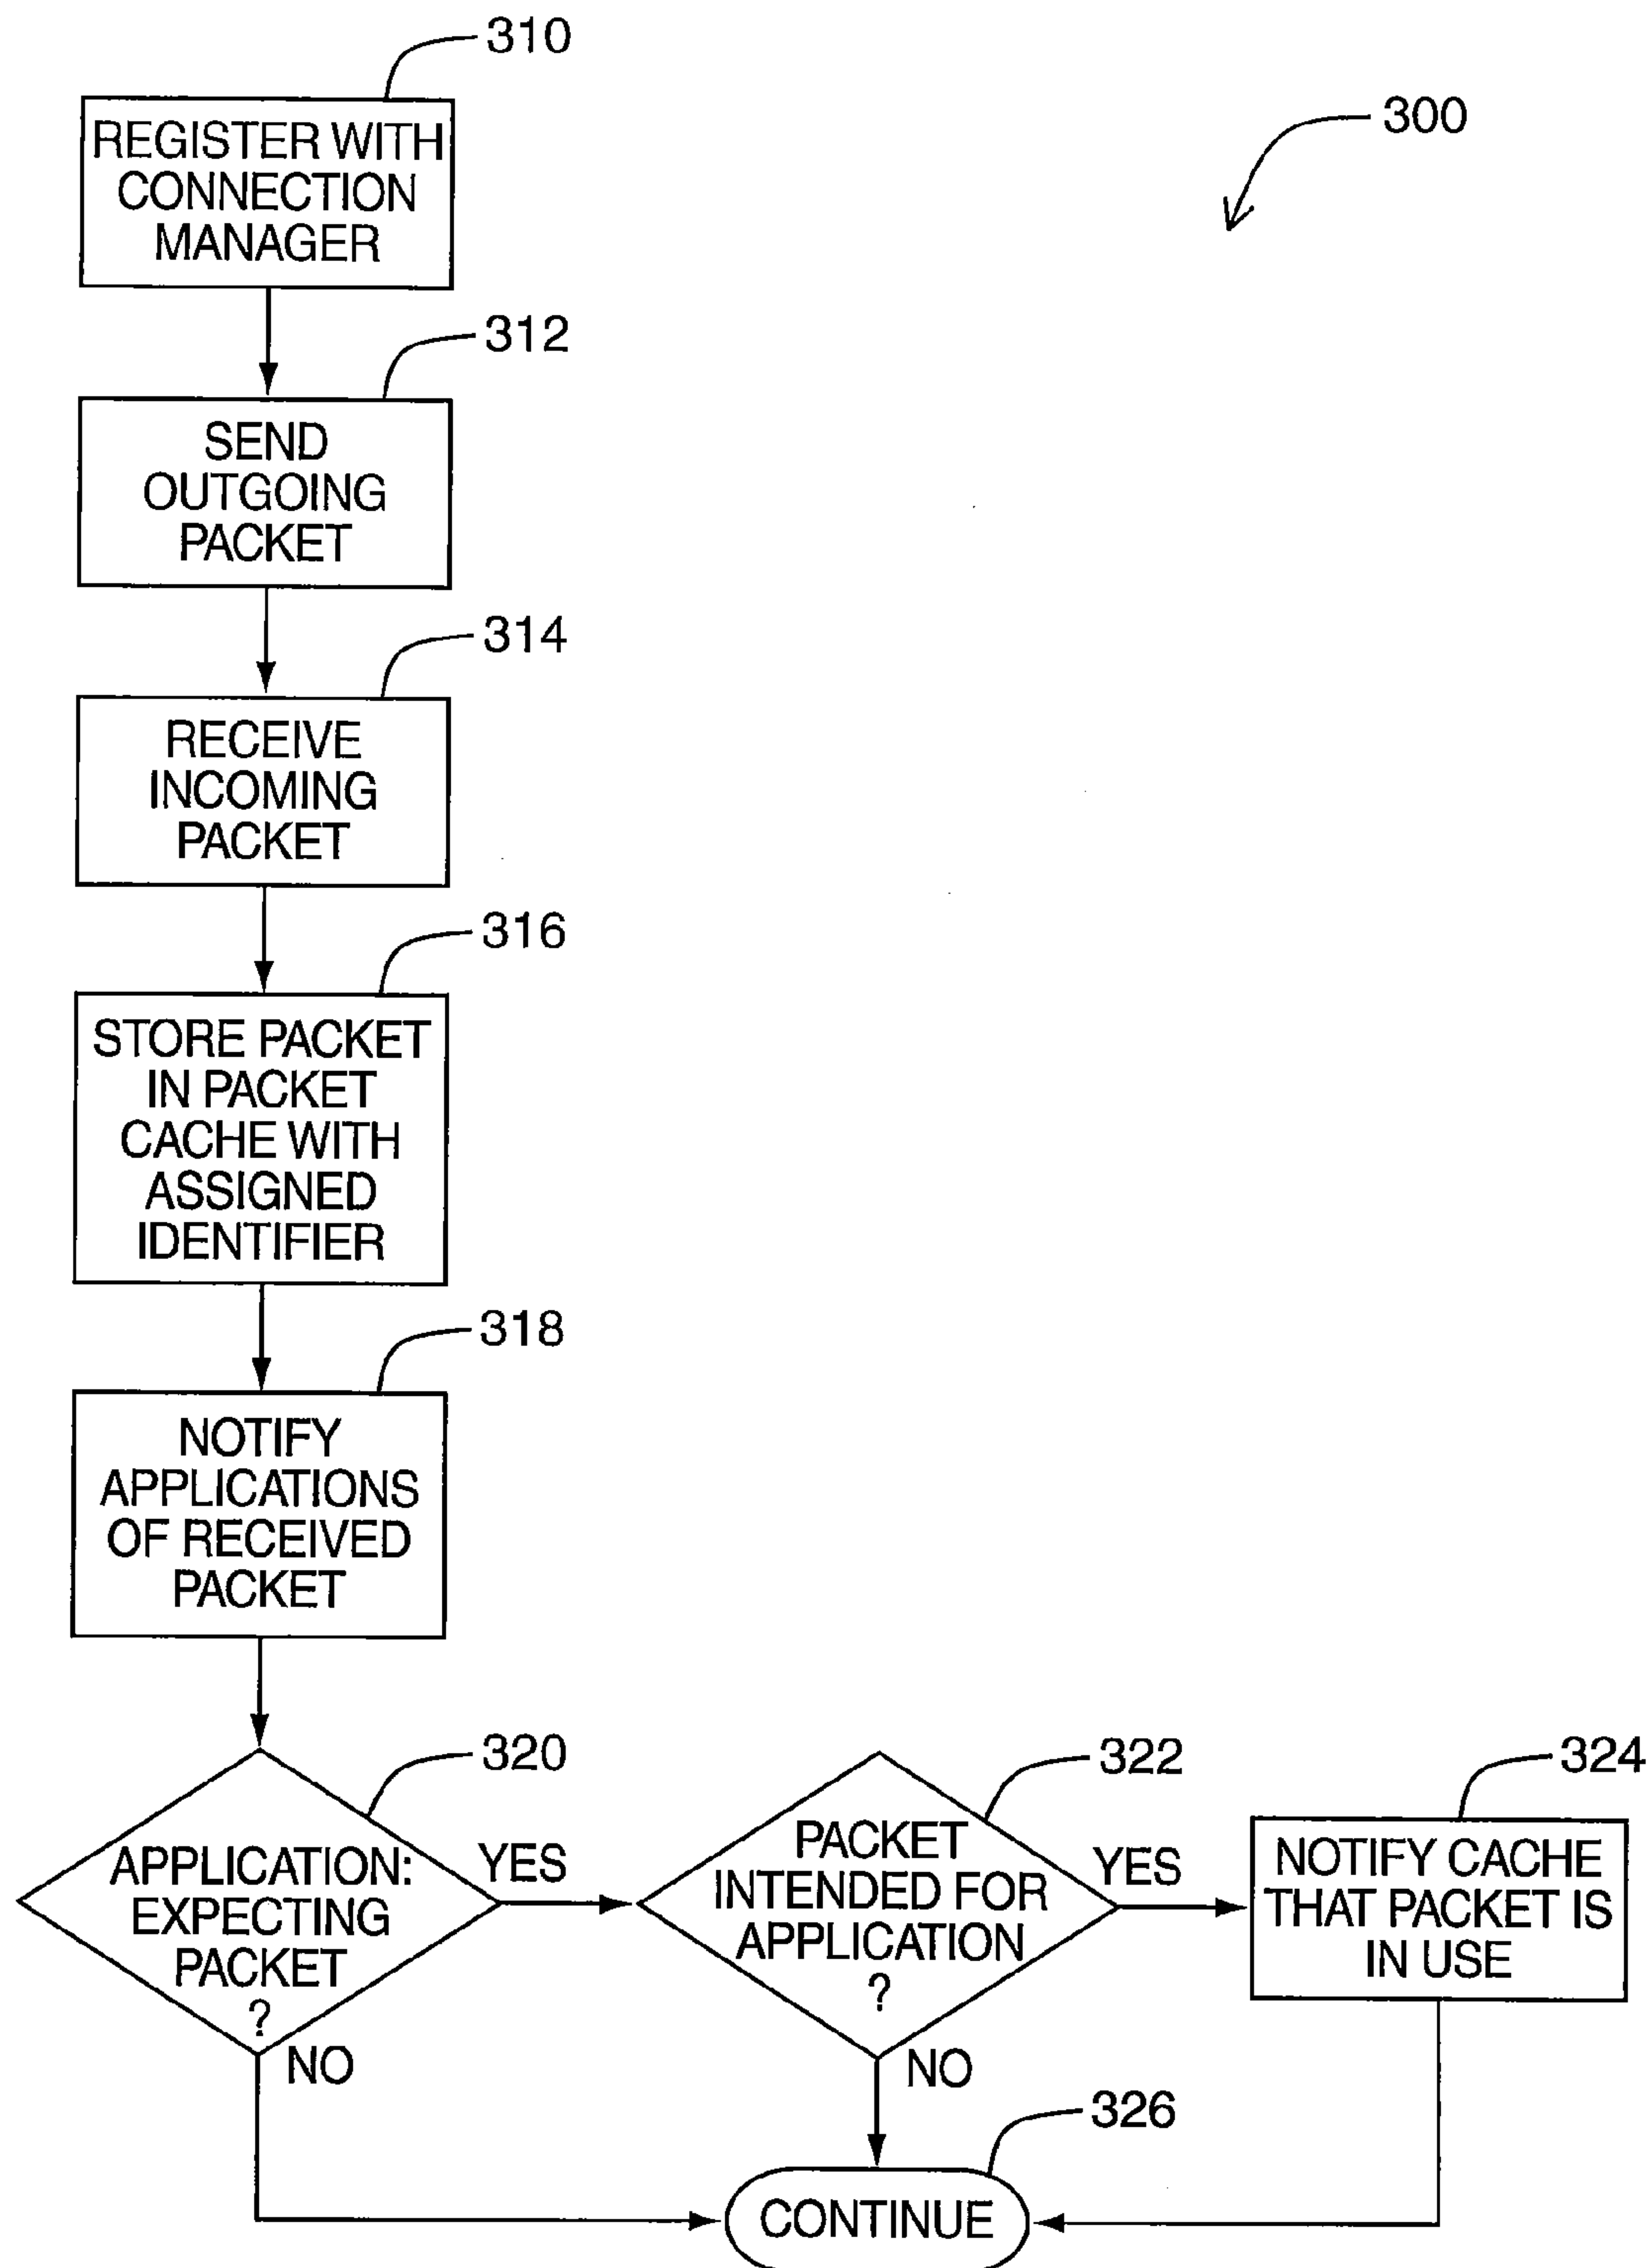 310
300
REGISTER WITH
CONNECTION
MANAGER
312
SEND
OUTGOING
PACKET
314
RECEIVE
INCOMING
PACKET
316
STORE PACKET
IN PACKET
CACHE WITH
ASSIGNED
IDENTIFIER
318
NOTIFY
APPLICATIONS
OF RECEIVED
PACKET
320
APPLICATION:
EXPECTING
PACKET
?
YES
NO
322
PACKET
INTENDED FOR
APPLICATION
?
YES
NO
324
NOTIFY CACHE
THAT PACKET IS
IN USE
326
CONTINUE